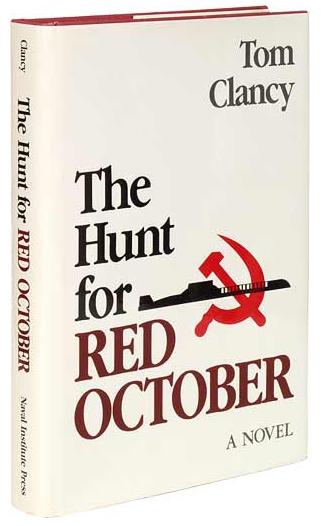 Clancy
The Hunt for RED OCTOBER
Naval Institute Press
Tom
Clancy
The
Hunt
for
RED
OCTOBER
A NOVEL